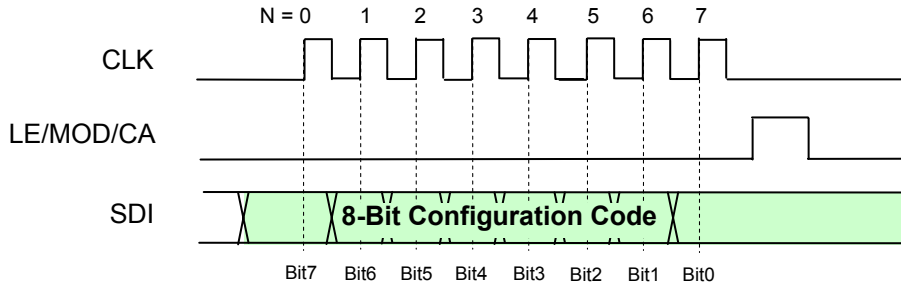 N = 0 1 2 3 4 5 6 7
CLK
LE/MOD/CA
SDI
8-Bit Configuration Code
Bit7 Bit6 Bit5 Bit4 Bit3 Bit2 Bit1 Bit0